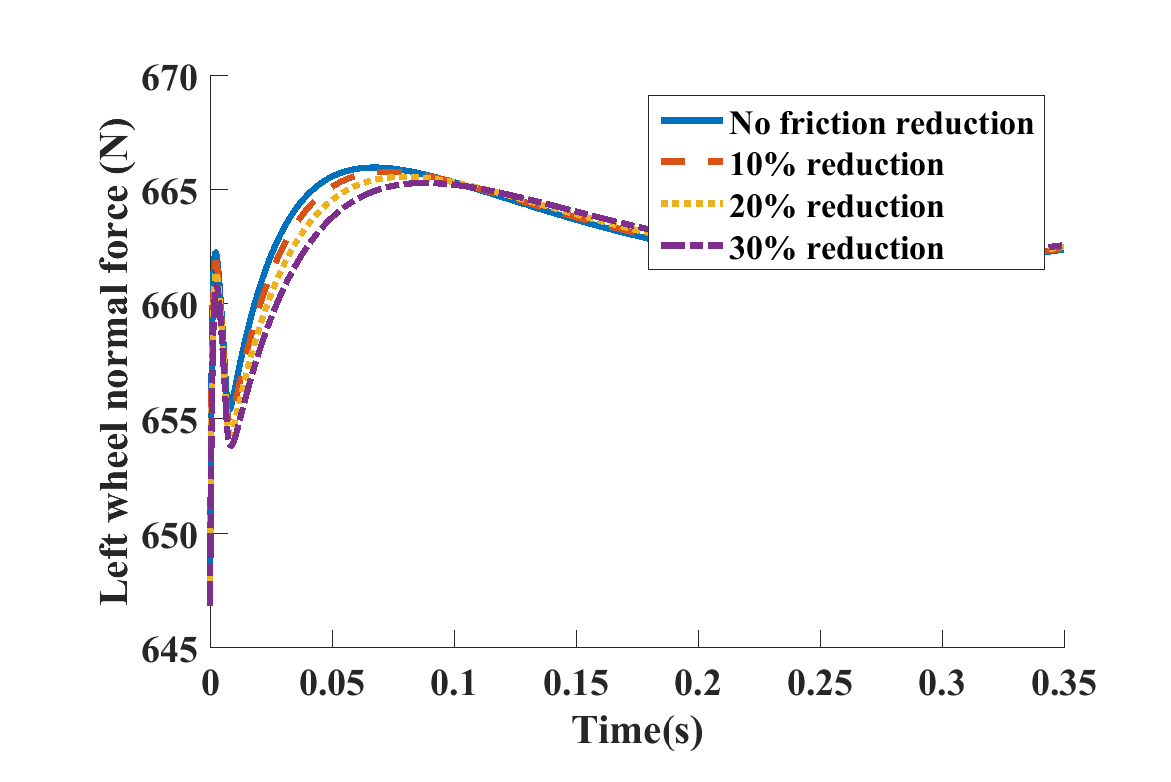 670
665
660
655
650
645
Left wheel normal force (N)
No friction reduction
10% reduction
20% reduction
30% reduction
0 0.05 0.1 0.15 0.2 0.25 0.3 0.35
Time(s)